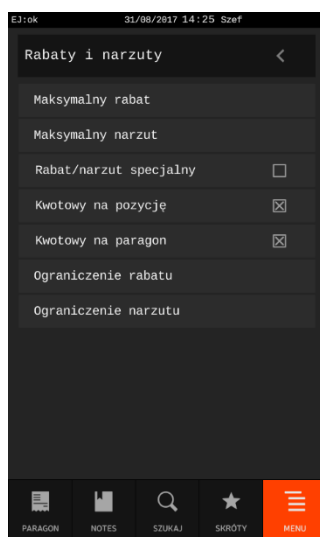 EJ:ok 31/08/2017 14:25 Szef
Rabaty i narzuty
Maksymalny rabat
Maksymalny narzut
Rabat/narzut specjalny
Kwotowy na pozycję
Kwotowy na paragon
Ograniczenie rabatu
Ograniczenie narzutu
PARAGON NOTES SZUKAJ SKRÓTY MENU